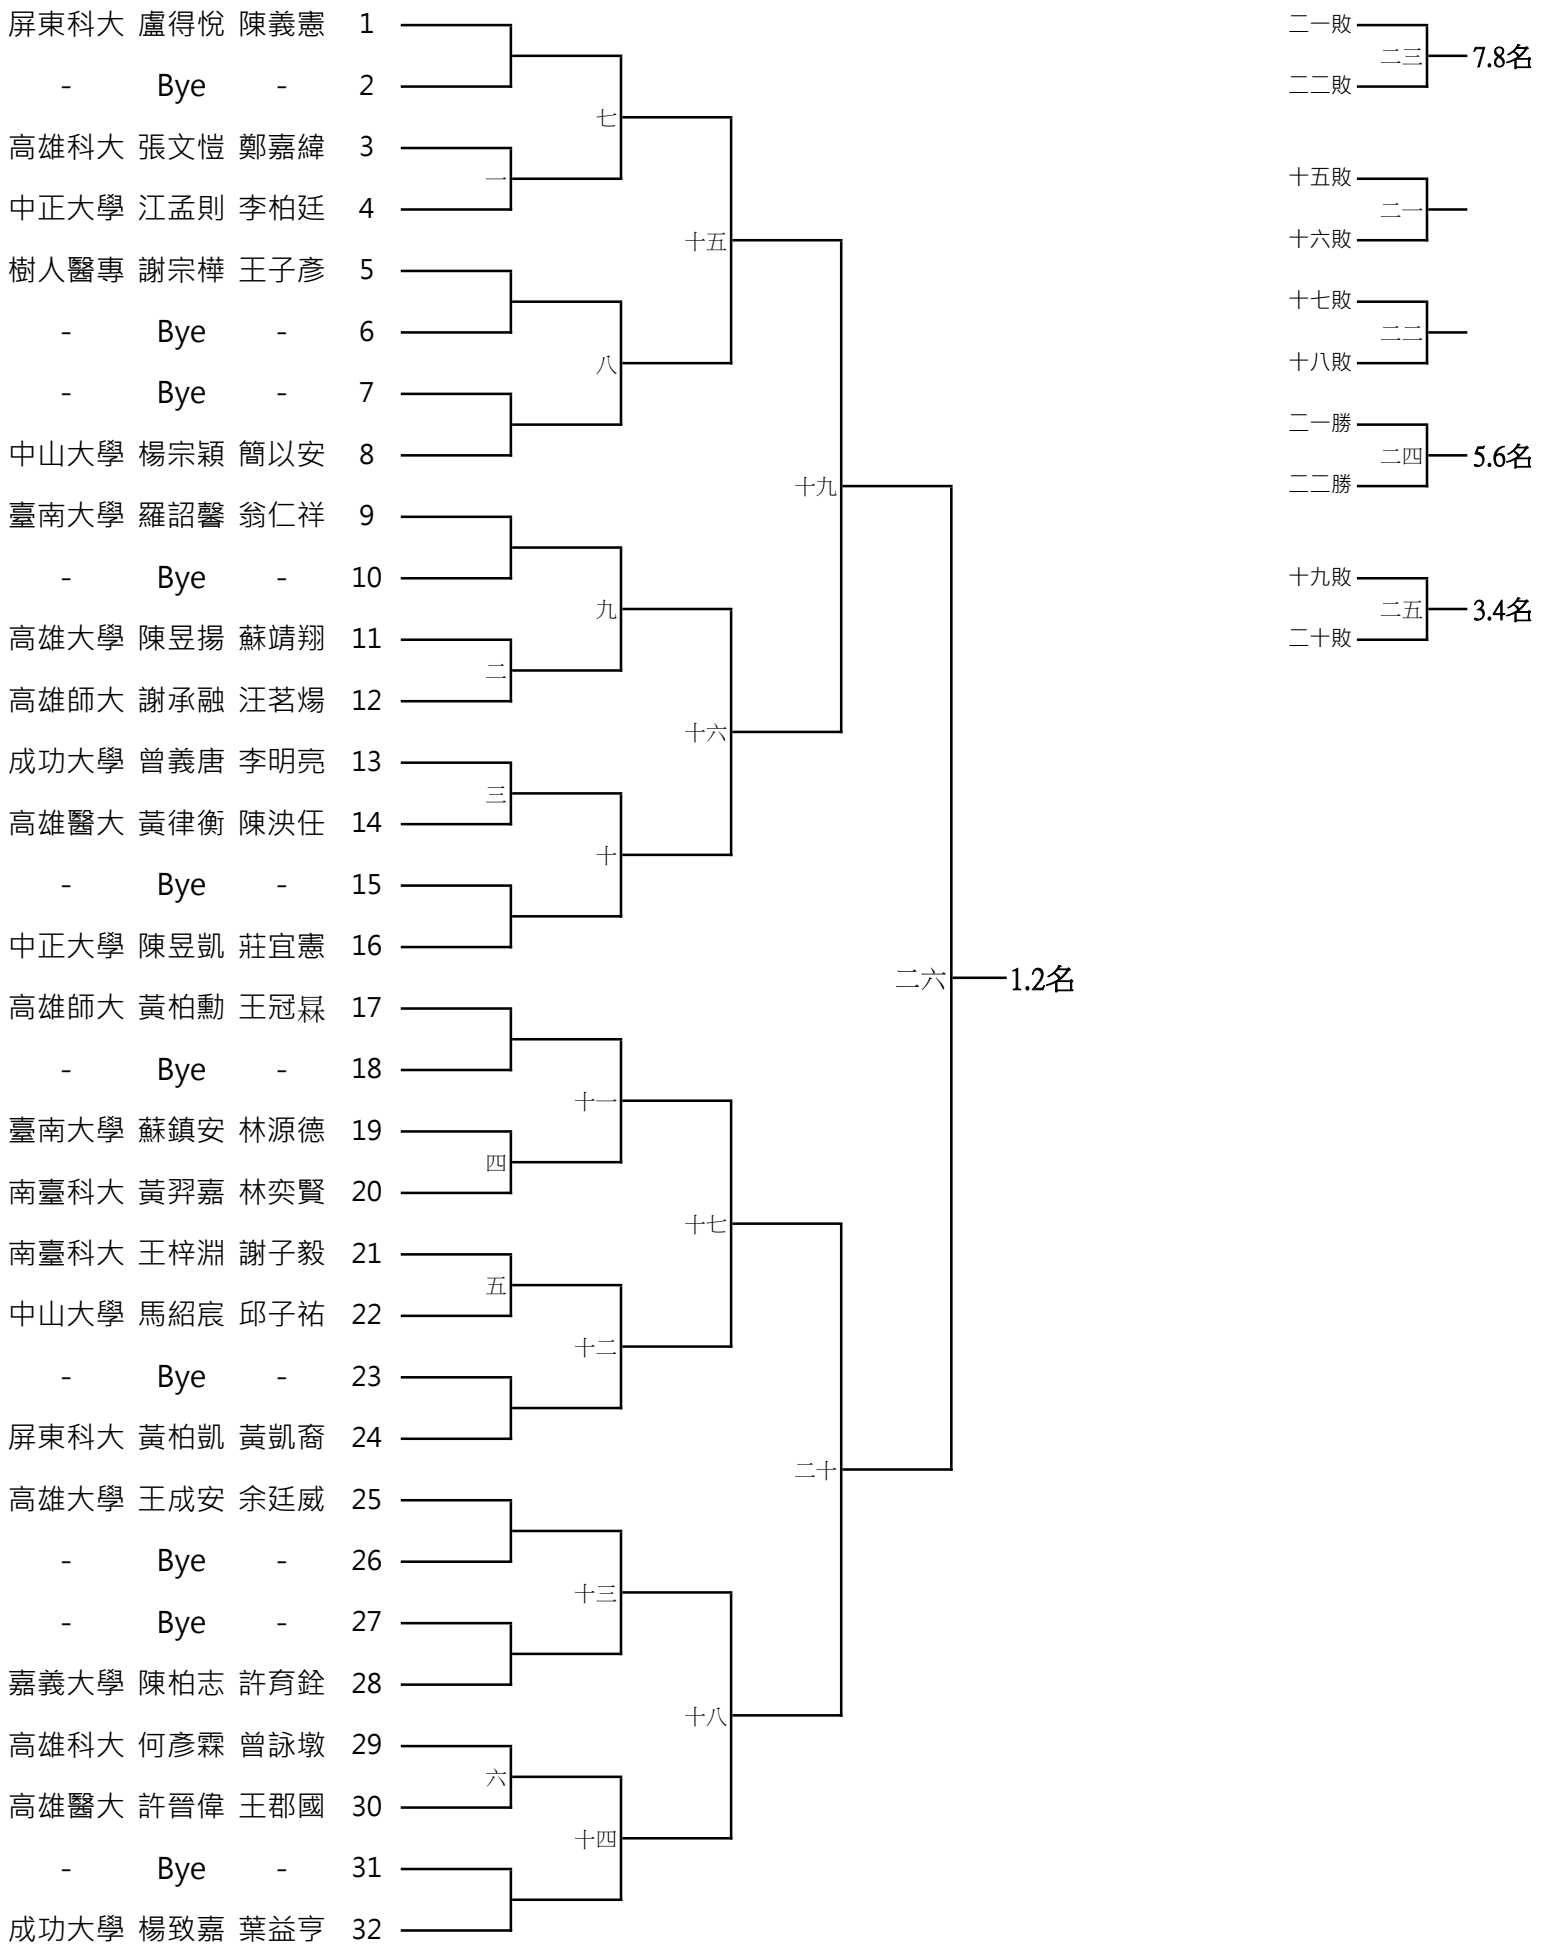 屏東科大 盧得悅 陳義憲 1
- Bye - 2
高雄科大 張文愷 鄭嘉緯 3
中正大學 江孟則 李柏廷 4
樹人醫專 謝宗樺 王子彥 5
- Bye - 6
- Bye - 7
中山大學 楊宗穎 簡以安 8
臺南大學 羅詔馨 翁仁祥 9
- Bye - 10
高雄大學 陳昱揚 蘇靖翔 11
高雄師大 謝承融 汪茗煬 12
成功大學 曾義唐 李明亮 13
高雄醫大 黃律衡 陳泱任 14
- Bye - 15
中正大學 陳昱凱 莊宜憲 16
高雄師大 黃柏勳 王冠槑 17
- Bye - 18
臺南大學 蘇鎮安 林源德 19
南臺科大 黃羿嘉 林奕賢 20
南臺科大 王梓淵 謝子毅 21
中山大學 馬紹宸 邱子祐 22
- Bye - 23
屏東科大 黃柏凱 黃凱裔 24
高雄大學 王成安 余廷威 25
- Bye - 26
- Bye - 27
嘉義大學 陳柏志 許育銓 28
高雄科大 何彥霖 曾詠墩 29
高雄醫大 許晉偉 王郡國 30
- Bye - 31
成功大學 楊致嘉 葉益亨 32
一
二
三
四
五
六
七
八
九
十
十一
十二
十三
十四
十五
十六
十七
十八
十九
二十
二六 1.2名
二一敗
二三 7.8名
二二敗
十五敗
二一
十六敗
十七敗
二二
十八敗
二一勝
二四 5.6名
二二勝
十九敗
二五 3.4名
二十敗